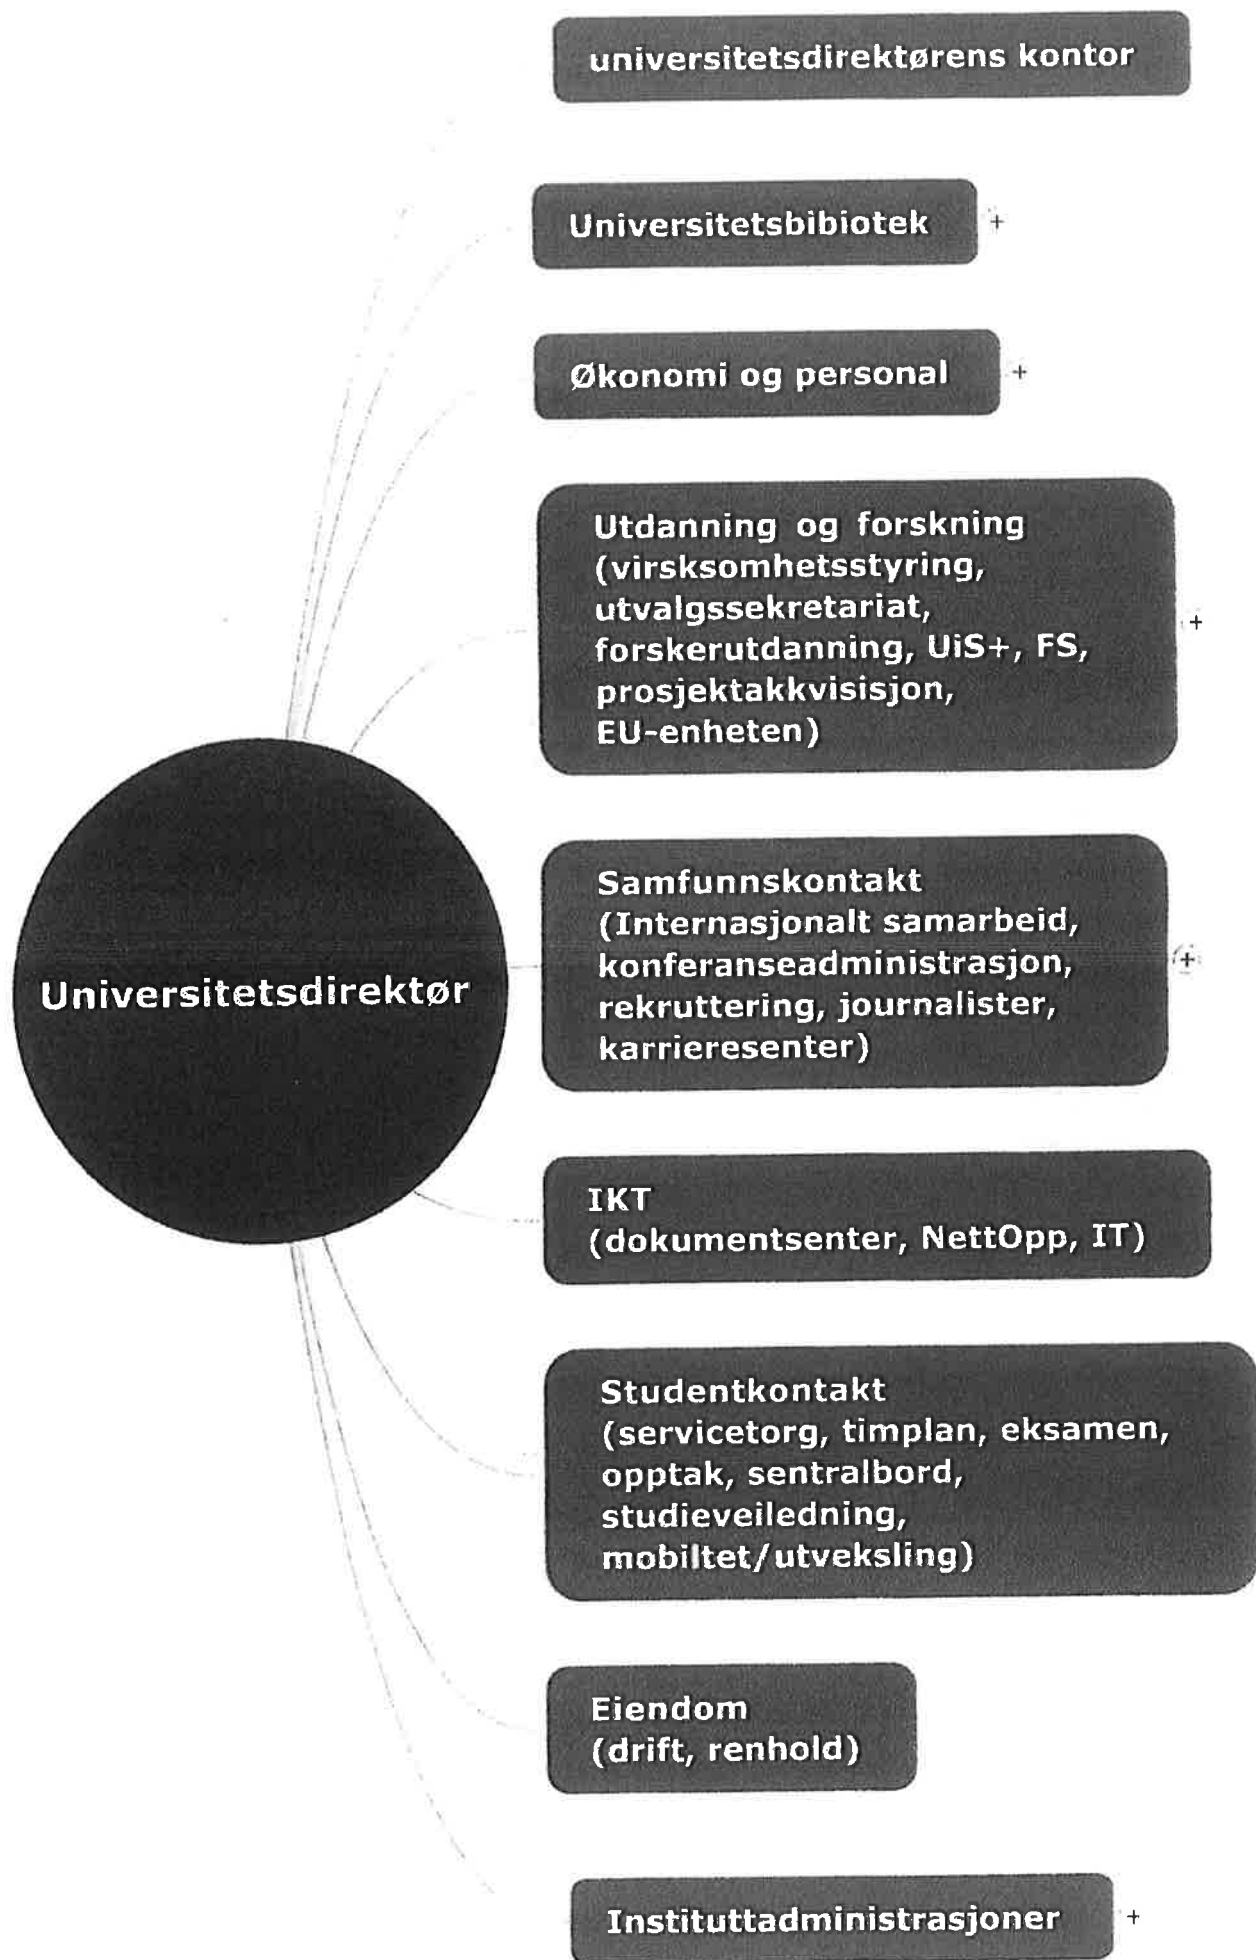 universitetsdirektørens kontor
Universitetsbibiotek +
Økonomi og personal +
Utdanning og forskning
(virsksomhetsstyring,
utvalgssekretariat,
forskerutdanning, UiS+, FS,
prosjektakkvisisjon,
EU-enheten)
+
Universitetsdirektør
Samfunnskontakt
(Internasjonalt samarbeid,
konferanseadministrasjon,
rekruttering, journalister,
karrieresenter)
+
IKT
(dokumentsenter, NettOpp, IT)
Studentkontakt
(servicetorg, timplan, eksamen,
opptak, sentralbord,
studieveiledning,
mobiltet/utveksling)
Eiendom
(drift, renhold)
Instituttadministrasjoner +